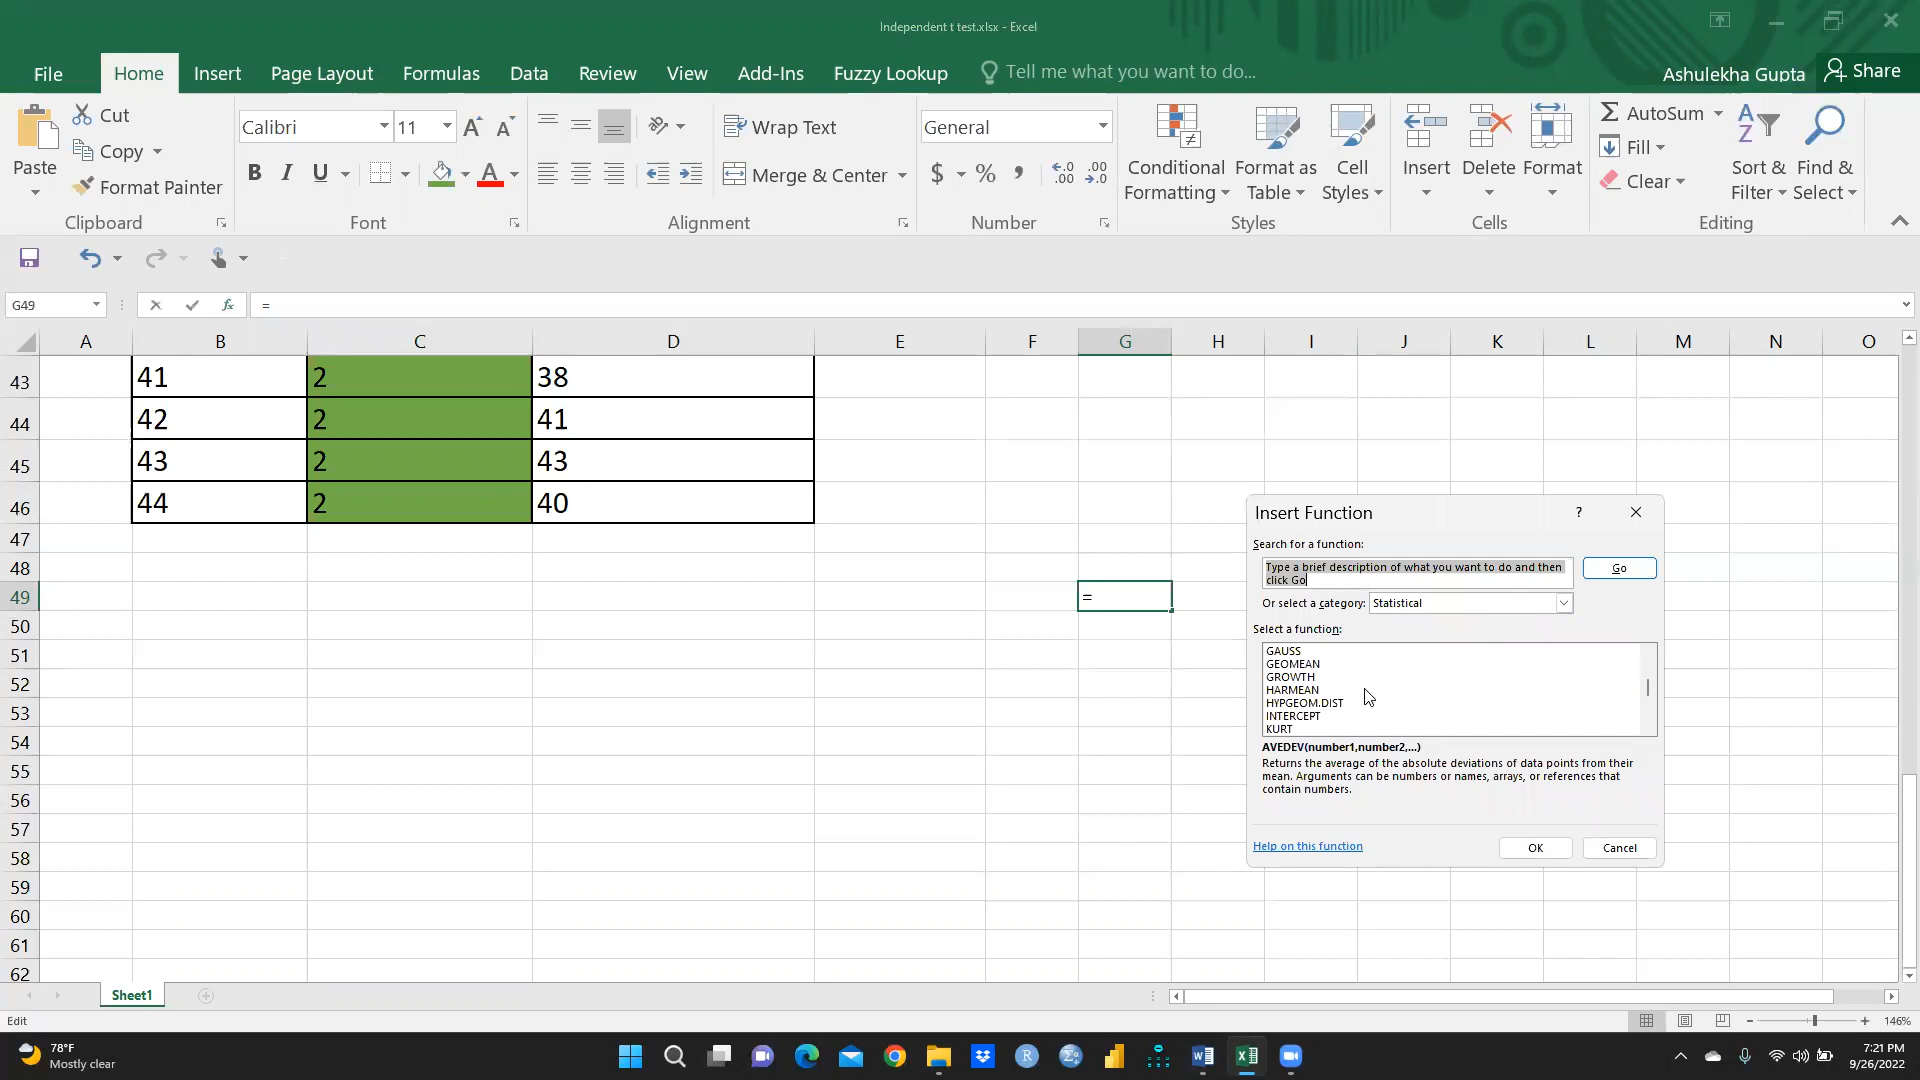 Independent t test.xlsx - Excel
File Home Insert Page Layout Formulas Data Review View Add-Ins Fuzzy Lookup Tell me what you want to do... Ashulekha Gupta Share
Cut
Copy
Format Painter
Paste
Clipboard
Calibri 11
B I U
Font
Wrap Text
Merge & Center
Alignment
General
$ % ,
Number
Conditional Formatting
Format as Table
Cell Styles
Styles
Insert
Delete
Format
Cells
AutoSum
Fill
Clear
Sort & Filter
Find & Select
Editing
G49 fx =
A B C D E F G H I J K L M N O
43 41 2 38
44 42 2 41
45 43 2 43
46 44 2 40
47
48
49 =
50
51
52
53
54
55
56
57
58
59
60
61
62
Insert Function ?
Search for a function:
Type a brief description of what you want to do and then
click Go
Go
Or select a category: Statistical
Select a function:
GAUSS
GEOMEAN
GROWTH
HARMEAN
HYPGEOM.DIST
INTERCEPT
KURT
AVEDEV(number1,number2,...)
Returns the average of the absolute deviations of data points from their
mean. Arguments can be numbers or names, arrays, or references that
contain numbers.
Help on this function OK Cancel
Sheet1
Edit 146%
78°F
Mostly clear
7:21 PM
9/26/2022